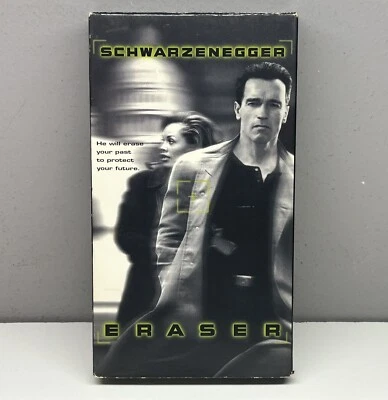 SCHWARZENEGGER
He will erase
your past
to protect
your future.
ERASER